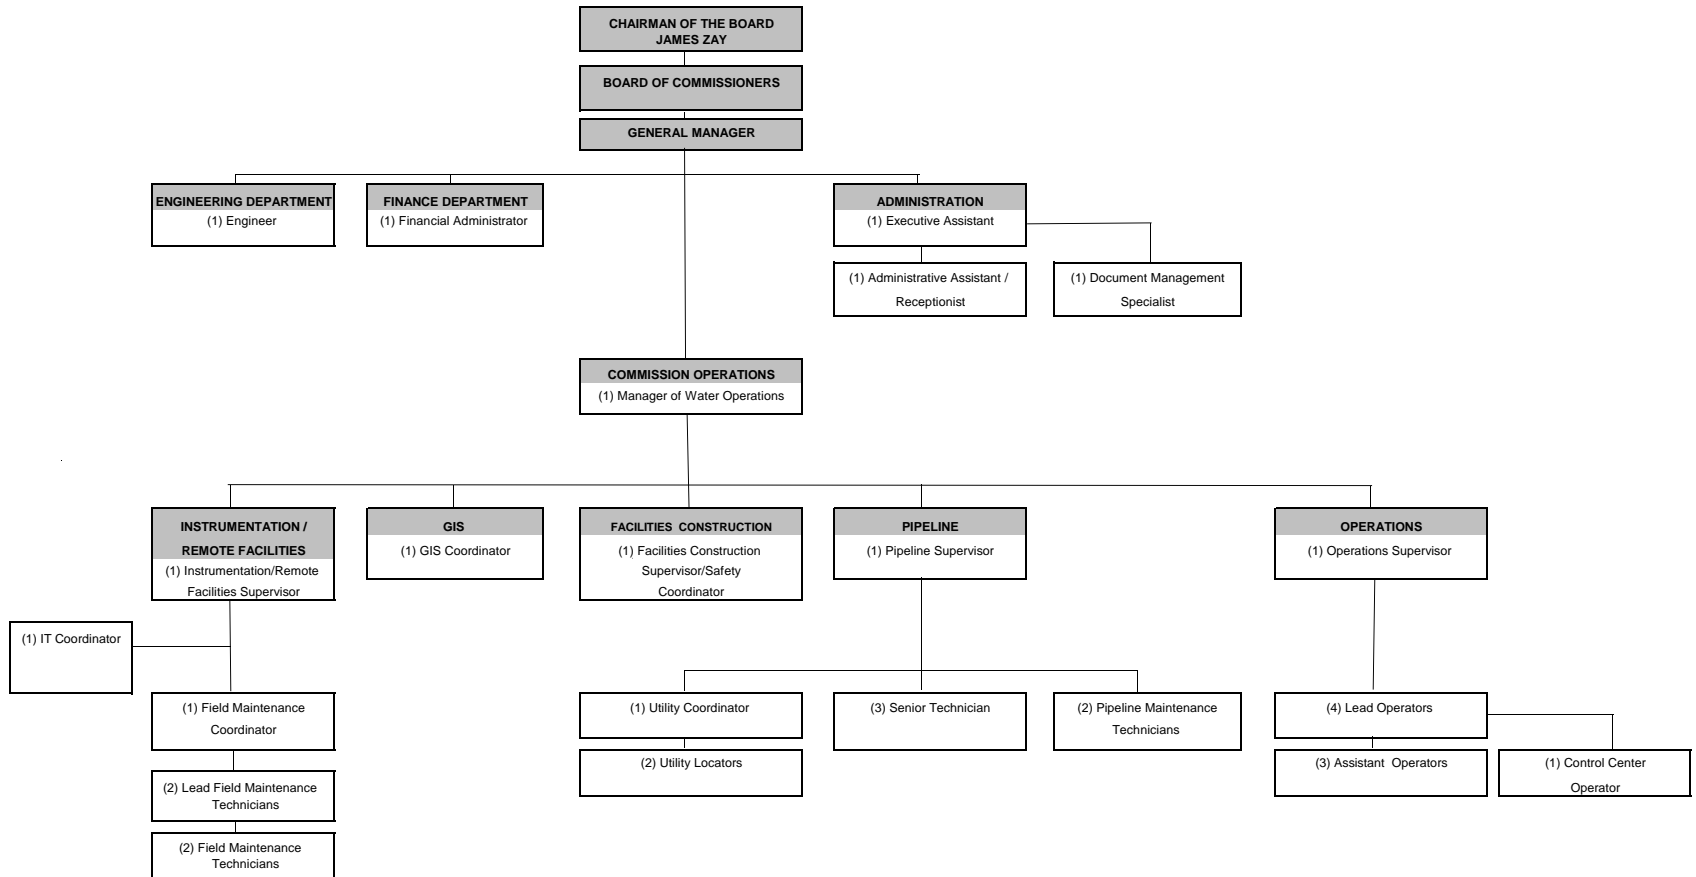 CHAIRMAN OF THE BOARD
JAMES ZAY
BOARD OF COMMISSIONERS
GENERAL MANAGER
ENGINEERING DEPARTMENT
(1) Engineer
FINANCE DEPARTMENT
(1) Financial Administrator
ADMINISTRATION
(1) Executive Assistant
(1) Administrative Assistant /
Receptionist
(1) Document Management
Specialist
COMMISSION OPERATIONS
(1) Manager of Water Operations
INSTRUMENTATION /
REMOTE FACILITIES
(1) Instrumentation/Remote
Facilities Supervisor
GIS
(1) GIS Coordinator
FACILITIES CONSTRUCTION
(1) Facilities Construction
Supervisor/Safety
Coordinator
PIPELINE
(1) Pipeline Supervisor
OPERATIONS
(1) Operations Supervisor
(1) IT Coordinator
(1) Field Maintenance
Coordinator
(1) Utility Coordinator
(3) Senior Technician
(2) Pipeline Maintenance
Technicians
(4) Lead Operators
(2) Lead Field Maintenance
Technicians
(2) Utility Locators
(3) Assistant Operators
(1) Control Center
Operator
(2) Field Maintenance
Technicians